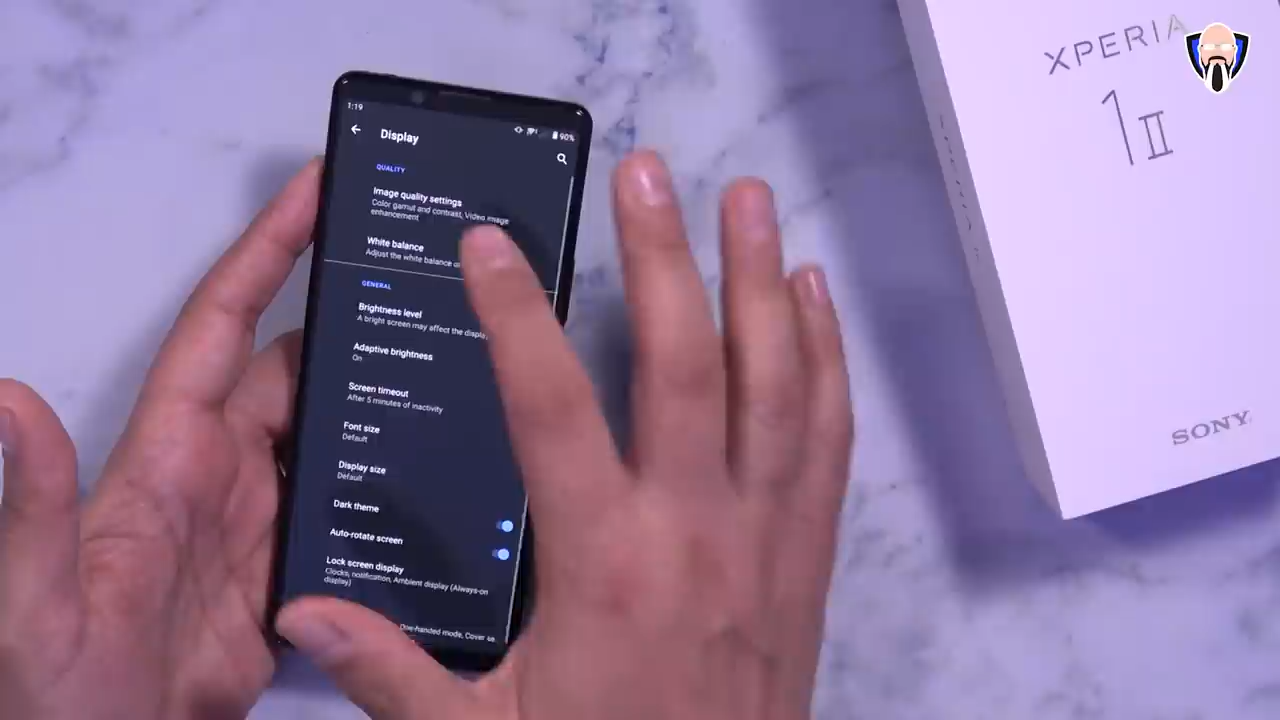 XPERIA
1 II
SONY
1:19
90%
Display
QUALITY
Image quality settings
Color gamut and contrast, Video image
enhancement
White balance
Adjust the white balance
GENERAL
Brightness level
A bright screen may affect the display
Adaptive brightness
On
Screen timeout
After 5 minutes of inactivity
Font size
Default
Display size
Default
Dark theme
Auto-rotate screen
Lock screen display
Clocks, notification, Ambient display (Always-on
display)
One-handed mode, Cover